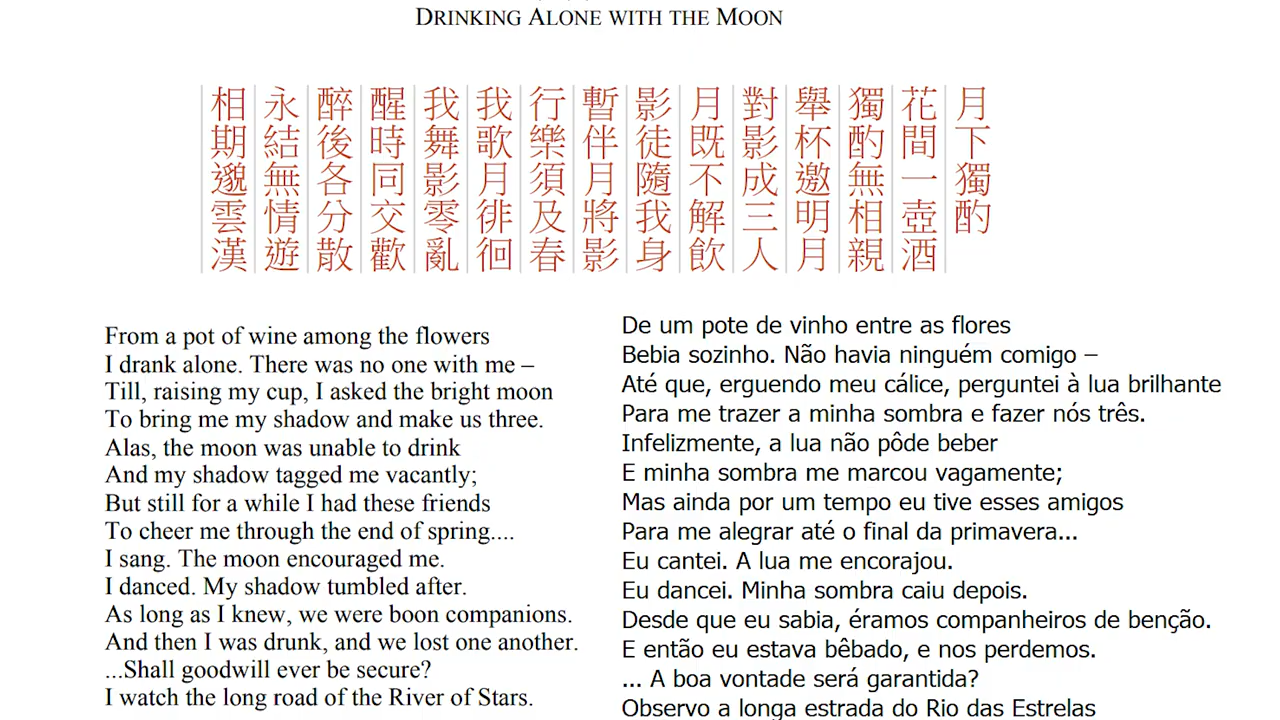 DRINKING ALONE WITH THE MOON
月下獨酌
花間一壺酒
獨酌無相親
舉杯邀明月
對影成三人
月既不解飲
影徒隨我身
暫伴月將影
行樂須及春
我歌月徘徊
我舞影零亂
醒時同交歡
醉後各分散
永結無情遊
相期邈雲漢
From a pot of wine among the flowers
I drank alone. There was no one with me –
Till, raising my cup, I asked the bright moon
To bring me my shadow and make us three.
Alas, the moon was unable to drink
And my shadow tagged me vacantly;
But still for a while I had these friends
To cheer me through the end of spring....
I sang. The moon encouraged me.
I danced. My shadow tumbled after.
As long as I knew, we were boon companions.
And then I was drunk, and we lost one another.
...Shall goodwill ever be secure?
I watch the long road of the River of Stars.
De um pote de vinho entre as flores
Bebia sozinho. Não havia ninguém comigo –
Até que, erguendo meu cálice, perguntei à lua brilhante
Para me trazer a minha sombra e fazer nós três.
Infelizmente, a lua não pôde beber
E minha sombra me marcou vagamente;
Mas ainda por um tempo eu tive esses amigos
Para me alegrar até o final da primavera...
Eu cantei. A lua me encorajou.
Eu dancei. Minha sombra caiu depois.
Desde que eu sabia, éramos companheiros de benção.
E então eu estava bêbado, e nos perdemos.
... A boa vontade será garantida?
Observo a longa estrada do Rio das Estrelas